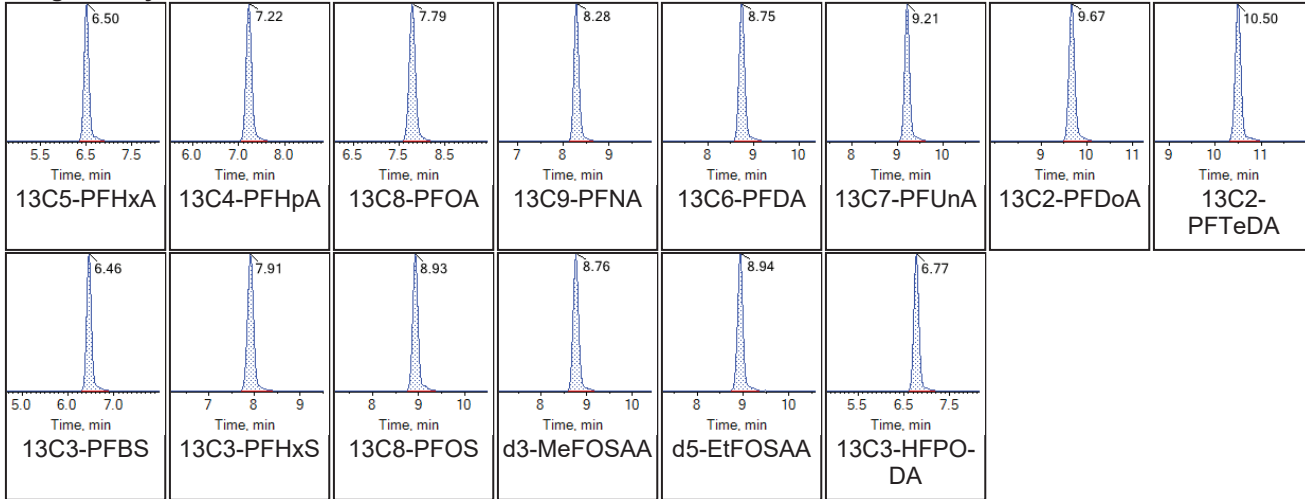 6.50
7.22
7.79
8.28
8.75
9.21
9.67
10.50
5.5 6.5 7.5
6.0 7.0 8.0
6.5 7.5 8.5
7 8 9
8 9 10
8 9 10
9 10 11
9 10 11
Time, min
Time, min
Time, min
Time, min
Time, min
Time, min
Time, min
Time, min
13C5-PFHxA
13C4-PFHpA
13C8-PFOA
13C9-PFNA
13C6-PFDA
13C7-PFUnA
13C2-PFDoA
13C2-
PFTeDA
6.46
7.91
8.93
8.76
8.94
6.77
5.0 6.0 7.0
7 8 9
8 9 10
8 9 10
8 9 10
5.5 6.5 7.5
Time, min
Time, min
Time, min
Time, min
Time, min
Time, min
13C3-PFBS
13C3-PFHxS
13C8-PFOS
d3-MeFOSAA
d5-EtFOSAA
13C3-HFPO-
DA